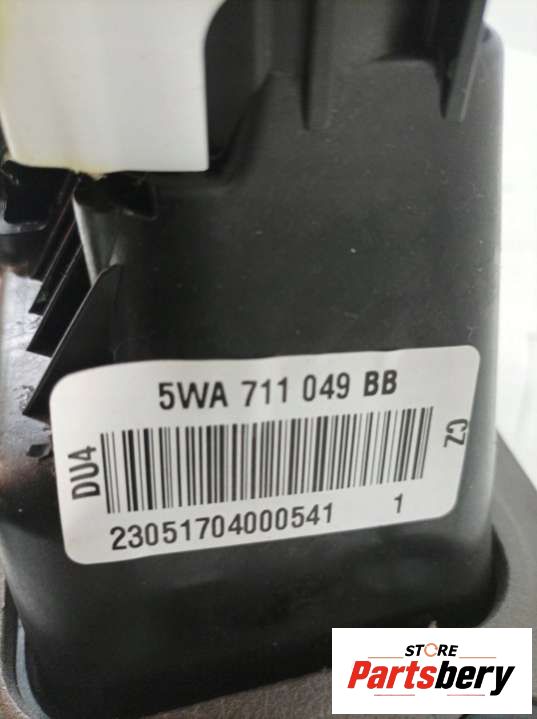 5WA 711 049 BB
DU4
CZ
23051704000541 1
STORE
Partsbery